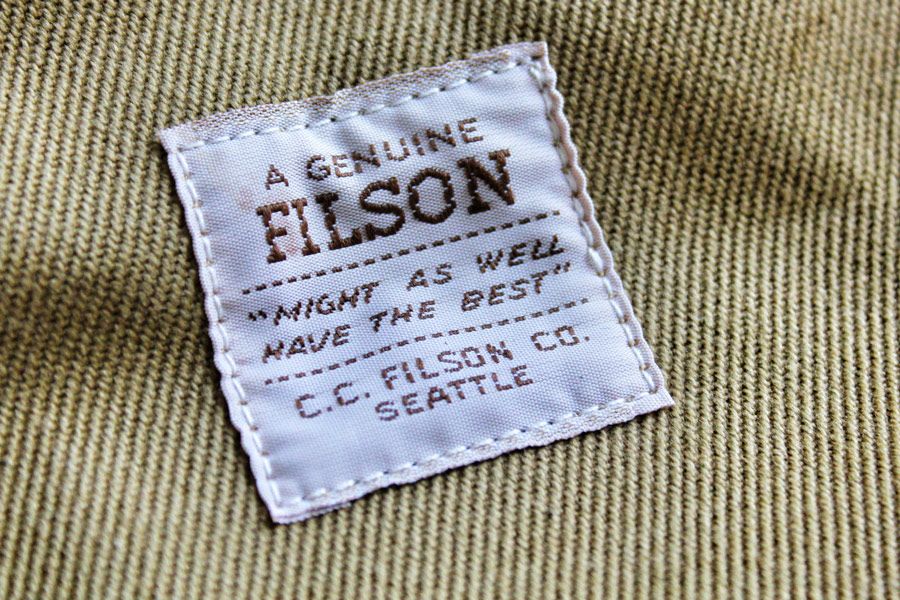 A GENUINE
FILSON
"MIGHT AS WELL
HAVE THE BEST"
C.C. FILSON CO.
SEATTLE